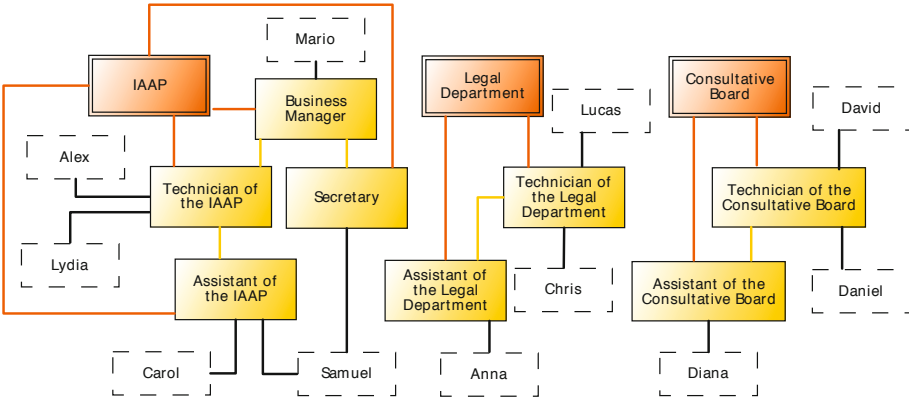 Mario
IAAP
Business
Manager
Legal
Department
Consultative
Board
Lucas
David
Alex
Technician of
the IAAP
Secretary
Technician of
the Legal
Department
Technician of the
Consultative Board
Lydia
Assistant of
the IAAP
Assistant of
the Legal
Department
Chris
Assistant of the
Consultative Board
Daniel
Carol
Samuel
Anna
Diana